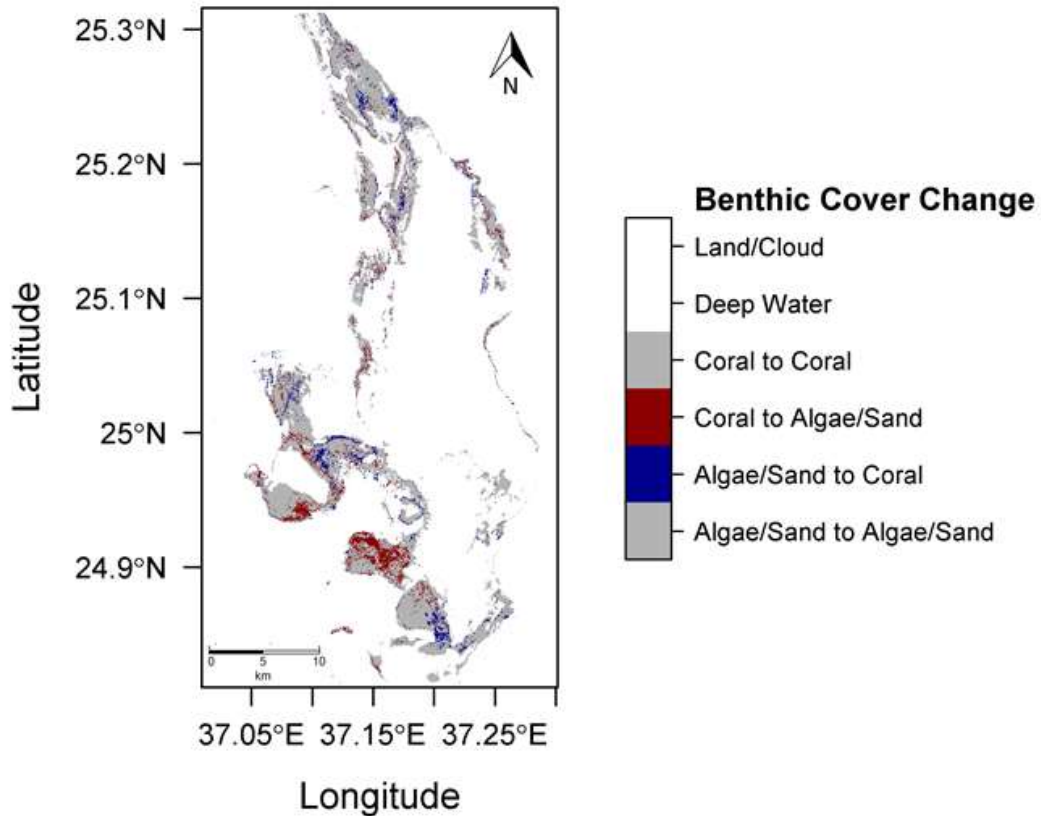 25.3°N
25.2°N
25.1°N
25°N
24.9°N
Latitude
N
0 5 10
km
37.05°E 37.15°E 37.25°E
Longitude
Benthic Cover Change
Land/Cloud
Deep Water
Coral to Coral
Coral to Algae/Sand
Algae/Sand to Coral
Algae/Sand to Algae/Sand